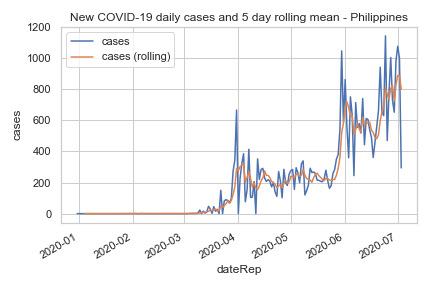 New COVID-19 daily cases and 5 day rolling mean - Philippines
cases
cases (rolling)
1200
1000
800
600
400
200
0
cases
2020-01
2020-02
2020-03
2020-04
2020-05
2020-06
2020-07
dateRep